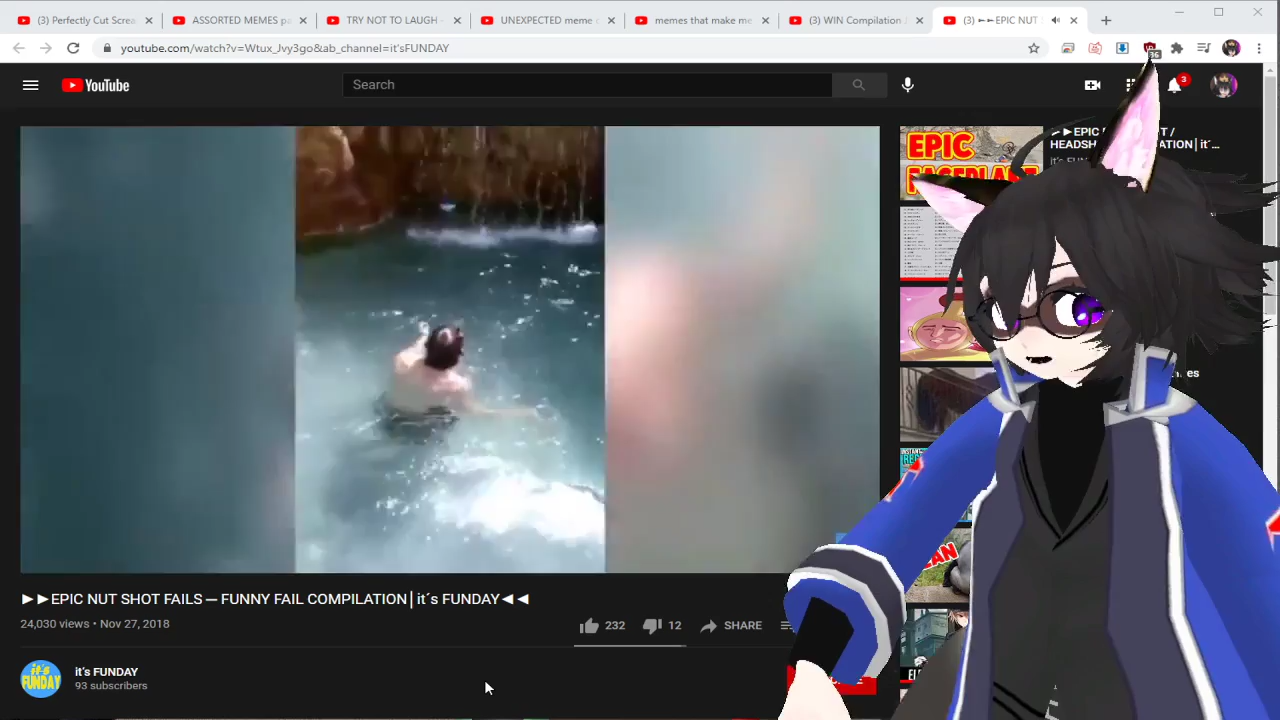 (3) Perfectly Cut Screa
ASSORTED MEMES
TRY NOT TO LAUGH -
UNEXPECTED meme
memes that make me
(3) WIN Compilation
(3) ►►EPIC NUT
youtube.com/watch?v=Wtux_Jvy3go&ab_channel=it'sFUNDAY
36
YouTube
Search
3
EPIC
►►EPIC
HEADSH
►►EPIC NUT SHOT FAILS — FUNNY FAIL COMPILATION│it´s FUNDAY◄◄
24,030 views • Nov 27, 2018
232
12
SHARE
it's FUNDAY
it's FUNDAY
93 subscribers